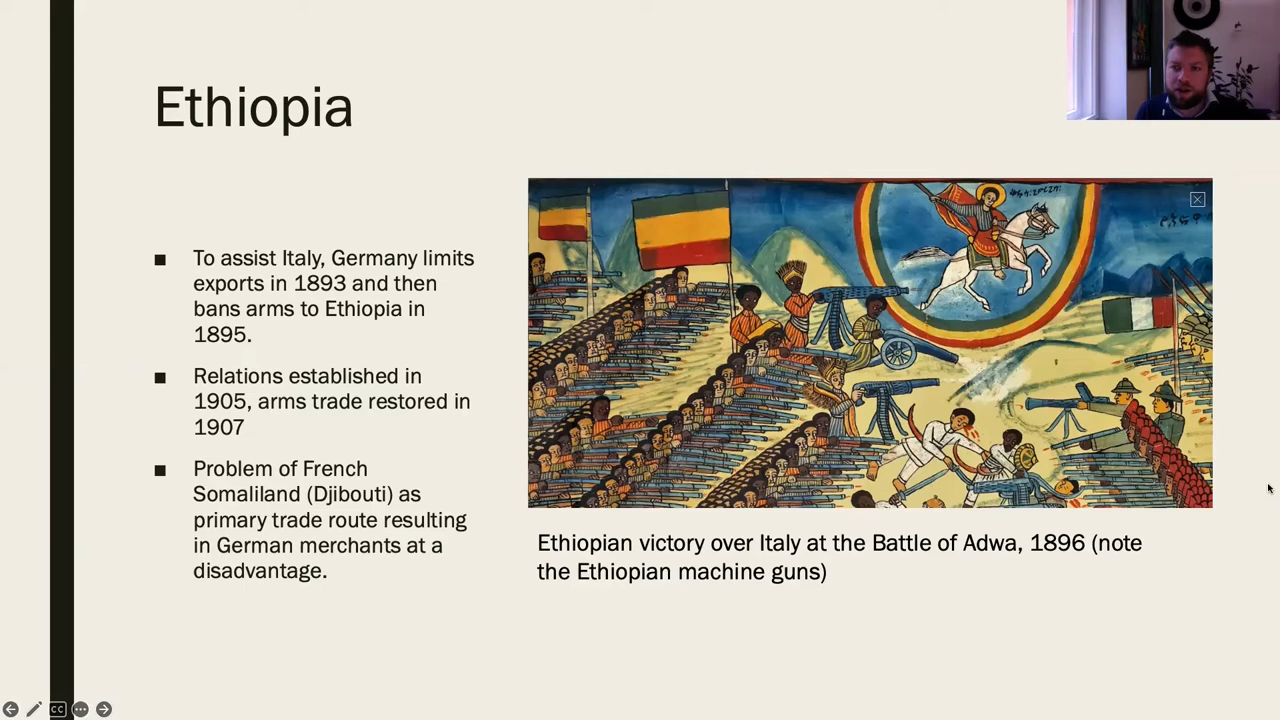 Ethiopia
■ To assist Italy, Germany limits
exports in 1893 and then
bans arms to Ethiopia in
1895.
■ Relations established in
1905, arms trade restored in
1907
■ Problem of French
Somaliland (Djibouti) as
primary trade route resulting
in German merchants at a
disadvantage.
Ethiopian victory over Italy at the Battle of Adwa, 1896 (note
the Ethiopian machine guns)
CC